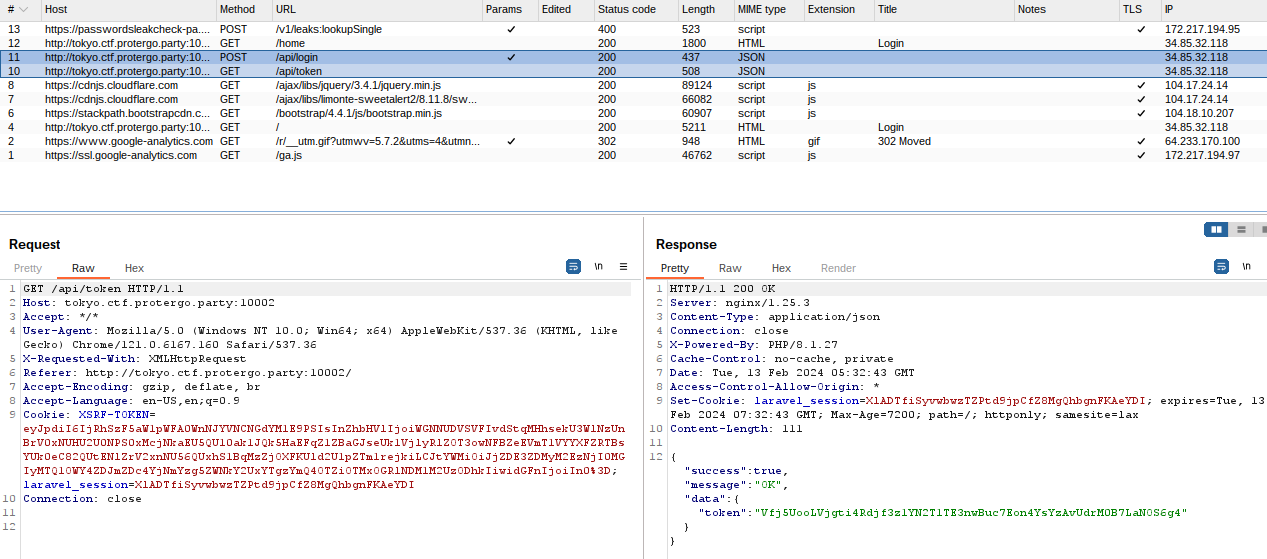 # Host Method URL Params Edited Status code Length MIME type Extension Title Notes TLS IP
13 https://passwordsleakcheck-pa.... POST /v1/leaks:lookupSingle ✓ 400 523 script ✓ 172.217.194.95
12 http://tokyo.ctf.protergo.party:10... GET /home 200 1800 HTML Login 34.85.32.118
11 http://tokyo.ctf.protergo.party:10... POST /api/login ✓ 200 437 JSON 34.85.32.118
10 http://tokyo.ctf.protergo.party:10... GET /api/token 200 508 JSON 34.85.32.118
8 https://cdnjs.cloudflare.com GET /ajax/libs/jquery/3.4.1/jquery.min.js 200 89124 script js ✓ 104.17.24.14
7 https://cdnjs.cloudflare.com GET /ajax/libs/limonte-sweetalert2/8.11.8/sw... 200 66082 script js ✓ 104.17.24.14
6 https://stackpath.bootstrapcdn.c... GET /bootstrap/4.4.1/js/bootstrap.min.js 200 60907 script js ✓ 104.18.10.207
4 http://tokyo.ctf.protergo.party:10... GET / 200 5211 HTML Login 34.85.32.118
2 https://www.google-analytics.com GET /r/__utm.gif?utmwv=5.7.2&utms=4&utmn... ✓ 302 948 HTML gif 302 Moved ✓ 64.233.170.100
1 https://ssl.google-analytics.com GET /ga.js 200 46762 script js ✓ 172.217.194.97
Request
Pretty Raw Hex \n
1 GET /api/token HTTP/1.1
2 Host: tokyo.ctf.protergo.party:10002
3 Accept: */*
4 User-Agent: Mozilla/5.0 (Windows NT 10.0; Win64; x64) AppleWebKit/537.36 (KHTML, like
Gecko) Chrome/121.0.6167.160 Safari/537.36
5 X-Requested-With: XMLHttpRequest
6 Referer: http://tokyo.ctf.protergo.party:10002/
7 Accept-Encoding: gzip, deflate, br
8 Accept-Language: en-US,en;q=0.9
9 Cookie: XSRF-TOKEN=
laravel_session=
10 Connection: close
11
12
Response
Pretty Raw Hex Render \n
1 HTTP/1.1 200 OK
2 Server: nginx/1.25.3
3 Content-Type: application/json
4 Connection: close
5 X-Powered-By: PHP/8.1.27
6 Cache-Control: no-cache, private
7 Date: Tue, 13 Feb 2024 05:32:43 GMT
8 Access-Control-Allow-Origin: *
9 Set-Cookie: laravel_session= expires=Tue, 13
Feb 2024 07:32:43 GMT; Max-Age=7200; path=/; httponly; samesite=lax
10 Content-Length: 111
11
12 {
"success":true,
"message":"OK",
"data":{
"token":
}
}